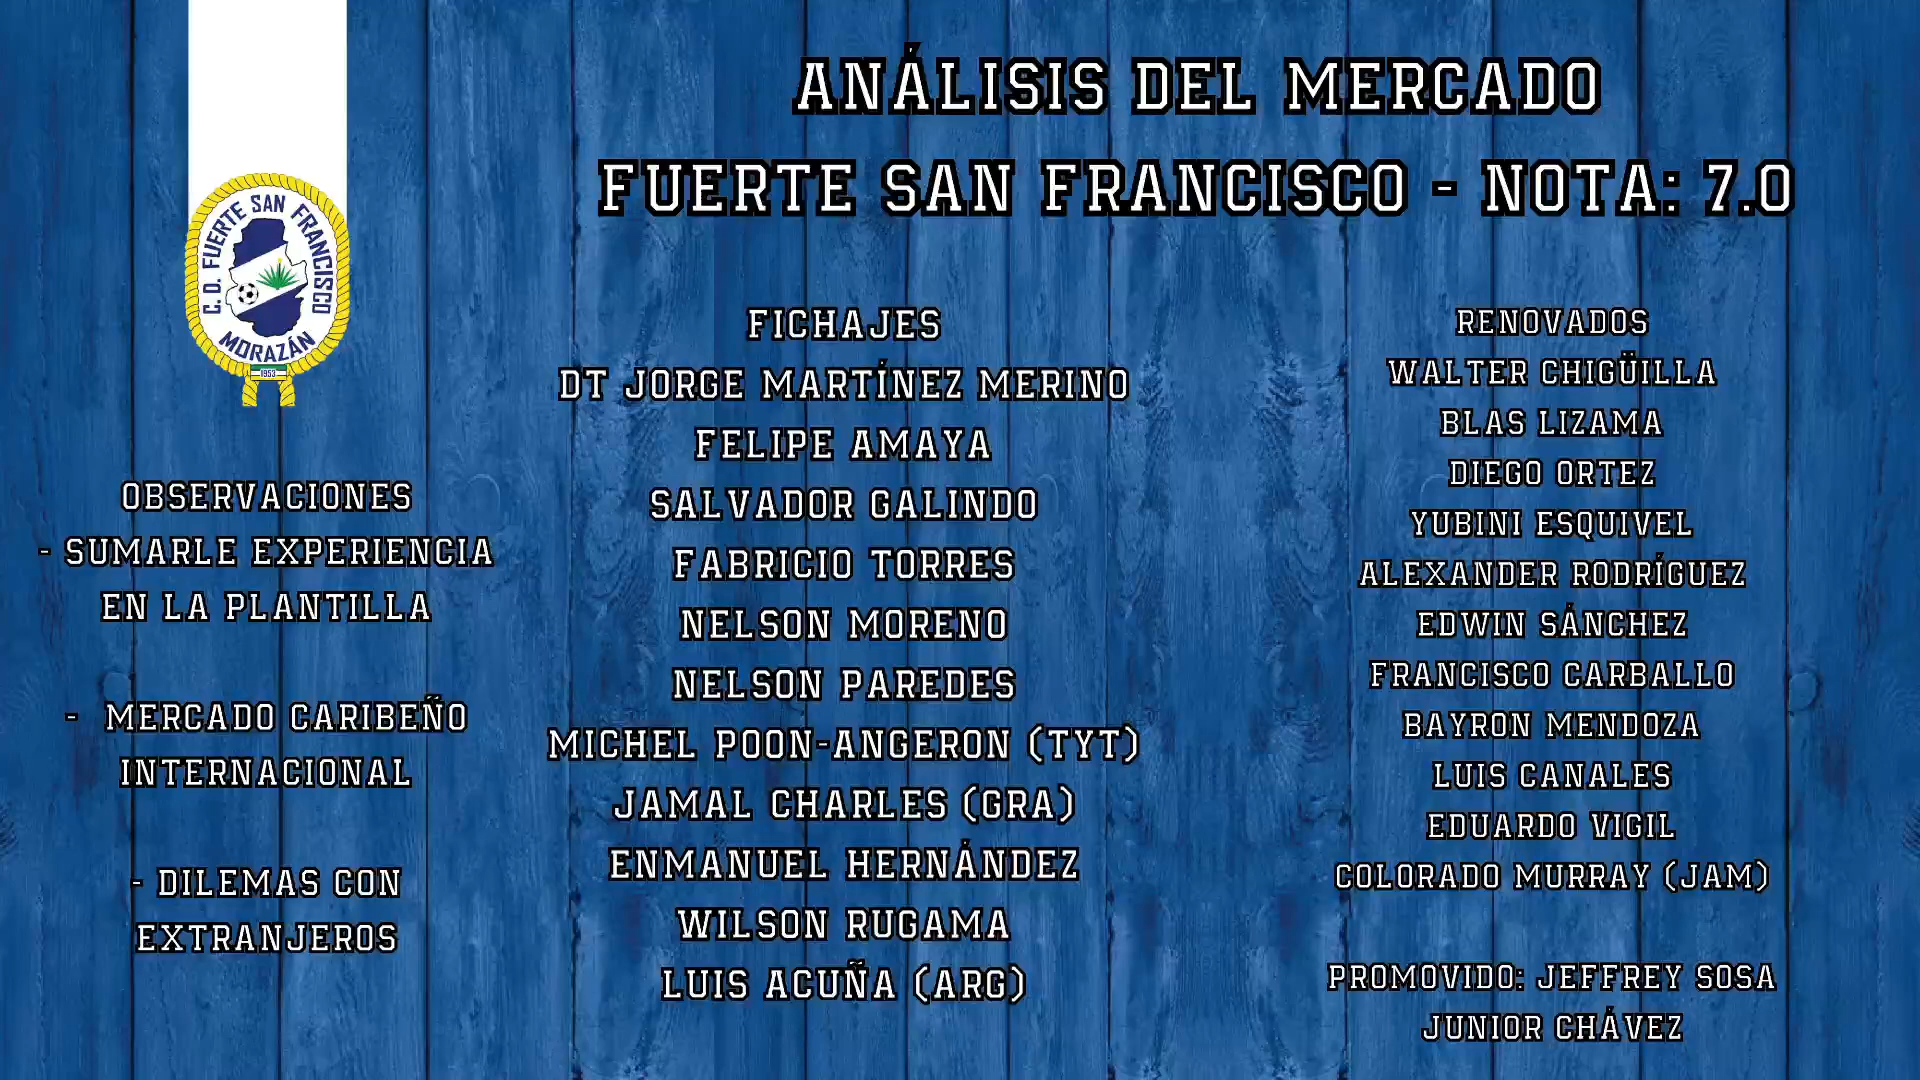 ANÁLISIS DEL MERCADO
FUERTE SAN FRANCISCO - NOTA: 7.0
C. D. FUERTE SAN FRANCISCO
MORAZÁN
1953
OBSERVACIONES
- SUMARLE EXPERIENCIA
EN LA PLANTILLA
- MERCADO CARIBEÑO
INTERNACIONAL
- DILEMAS CON
EXTRANJEROS
FICHAJES
DT JORGE MARTÍNEZ MERINO
FELIPE AMAYA
SALVADOR GALINDO
FABRICIO TORRES
NELSON MORENO
NELSON PAREDES
MICHEL POON-ANGERON (TYT)
JAMAL CHARLES (GRA)
ENMANUEL HERNÁNDEZ
WILSON RUGAMA
LUIS ACUÑA (ARG)
RENOVADOS
WALTER CHIGÜILLA
BLAS LIZAMA
DIEGO ORTEZ
YUBINI ESQUIVEL
ALEXANDER RODRÍGUEZ
EDWIN SÁNCHEZ
FRANCISCO CARBALLO
BAYRON MENDOZA
LUIS CANALES
EDUARDO VIGIL
COLORADO MURRAY (JAM)
PROMOVIDO: JEFFREY SOSA
JUNIOR CHÁVEZ